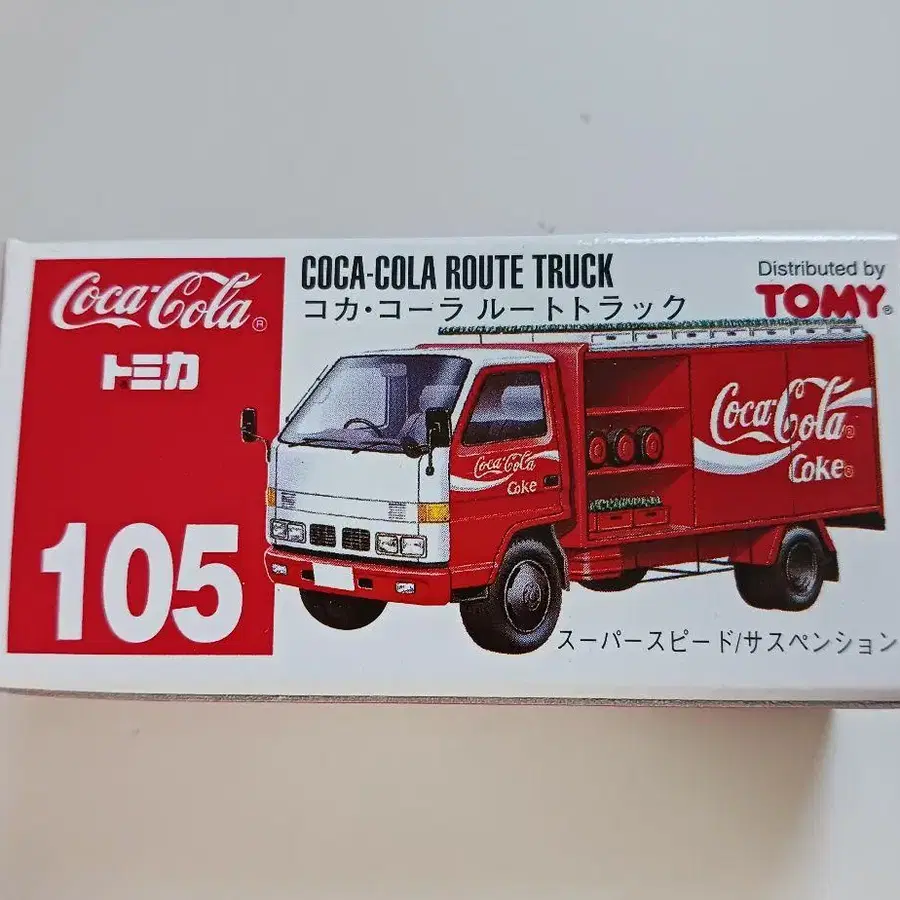 Coca-Cola®
トミカ
105
COCA-COLA ROUTE TRUCK
コカ・コーラ ルートトラック
Distributed by
TOMY®
Coca-Cola
Coke
Coca-Cola®
Coke®
スーパースピード/サスペンション